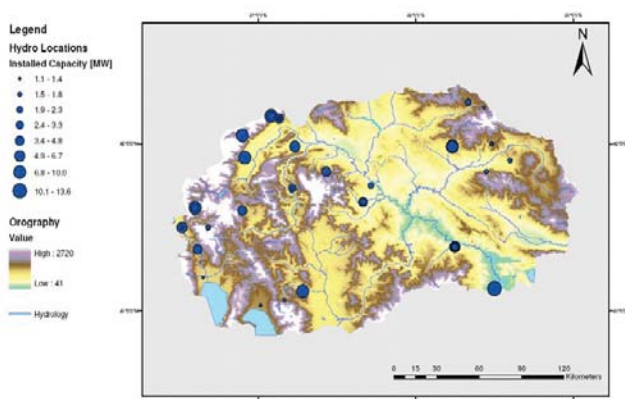 Legend
Hydro Locations
Installed Capacity [MW]
1.1 - 1.4
1.5 - 1.8
1.9 - 2.3
2.4 - 3.3
3.4 - 4.8
4.9 - 6.7
6.8 - 10.0
10.1 - 13.6
Orography
Value
High : 2720
Low : 41
Hydrology
N
0 15 30 60 90 120
Kilometers